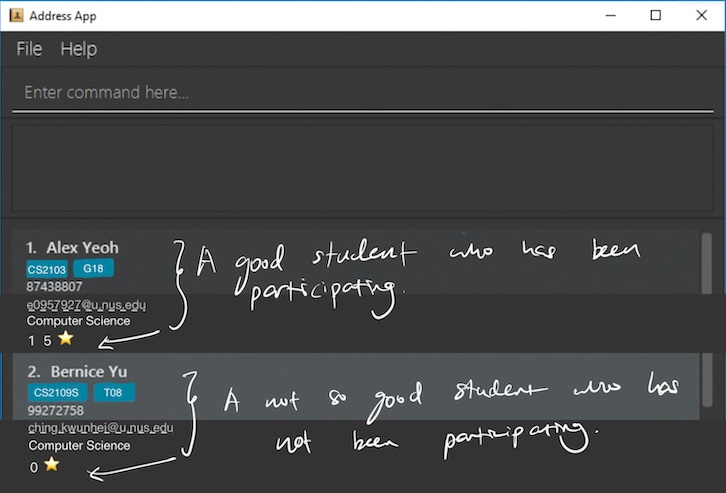 Address App
File Help
Enter command here...
1. Alex Yeoh
CS2103 G18
87438807
e0957927@u.nus.edu
Computer Science
1 5 ⭐
A good student who has been
participating.
2. Bernice Yu
CS2109S T08
99272758
ching.kwunhei@u.nus.edu
Computer Science
0 ⭐
A not so good student who has
not been participating.